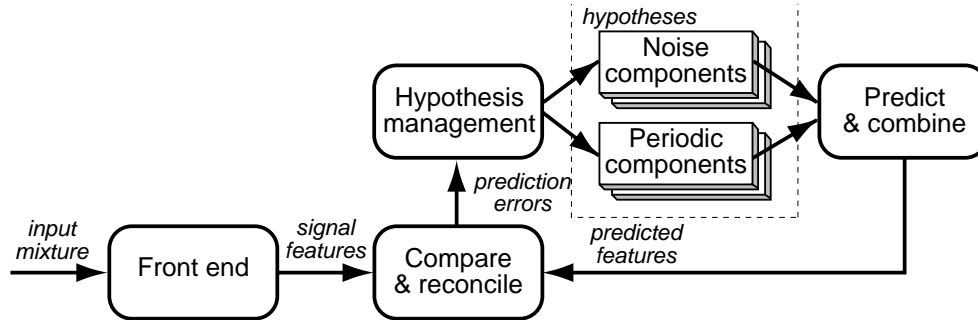 hypotheses
Noise
components
Hypothesis
management
Predict
& combine
Periodic
components
prediction
errors
input
mixture
signal
features
predicted
features
Front end
Compare
& reconcile